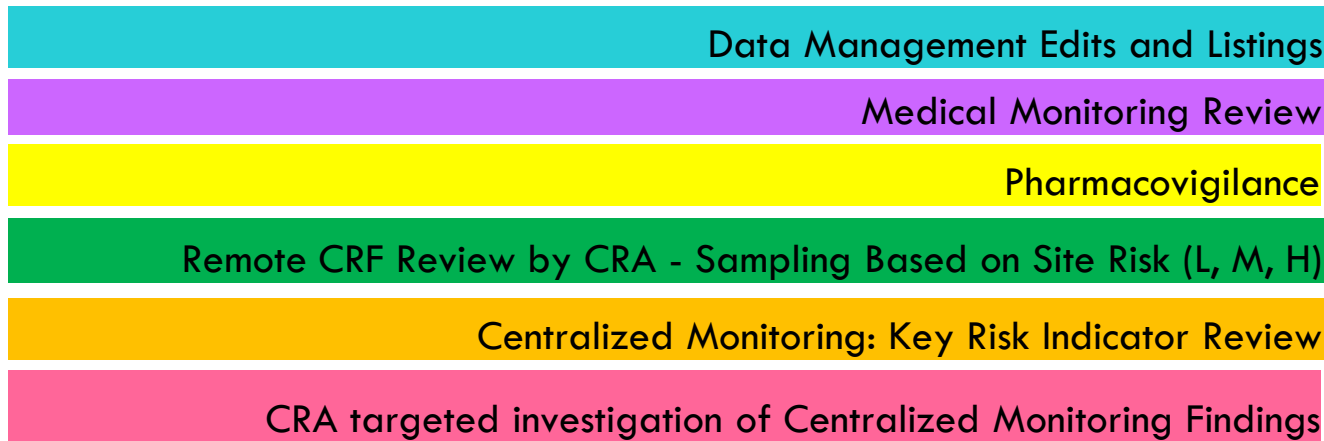 Data Management Edits and Listings
Medical Monitoring Review
Pharmacovigilance
Remote CRF Review by CRA - Sampling Based on Site Risk (L, M, H)
Centralized Monitoring: Key Risk Indicator Review
CRA targeted investigation of Centralized Monitoring Findings